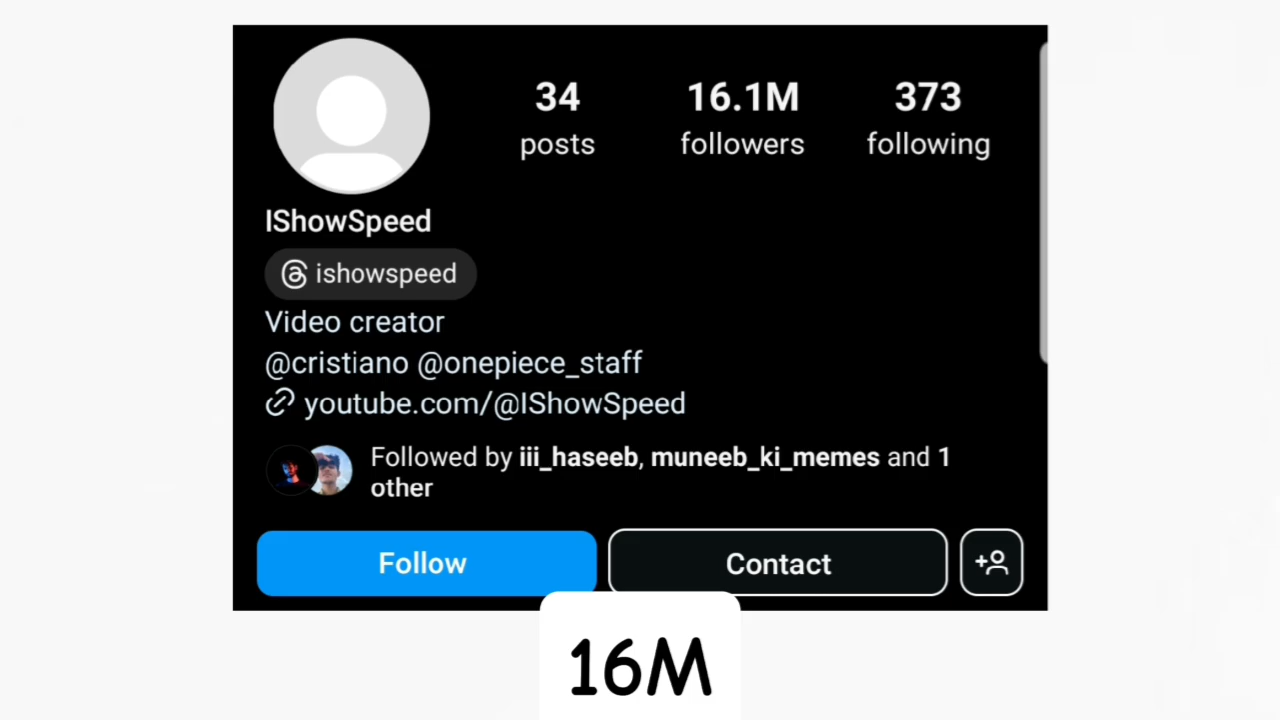 34 16.1M 373
posts followers following
IShowSpeed
ishowspeed
Video creator
@cristiano @onepiece_staff
youtube.com/@IShowSpeed
Followed by iii_haseeb, muneeb_ki_memes and 1
other
Follow Contact
16M